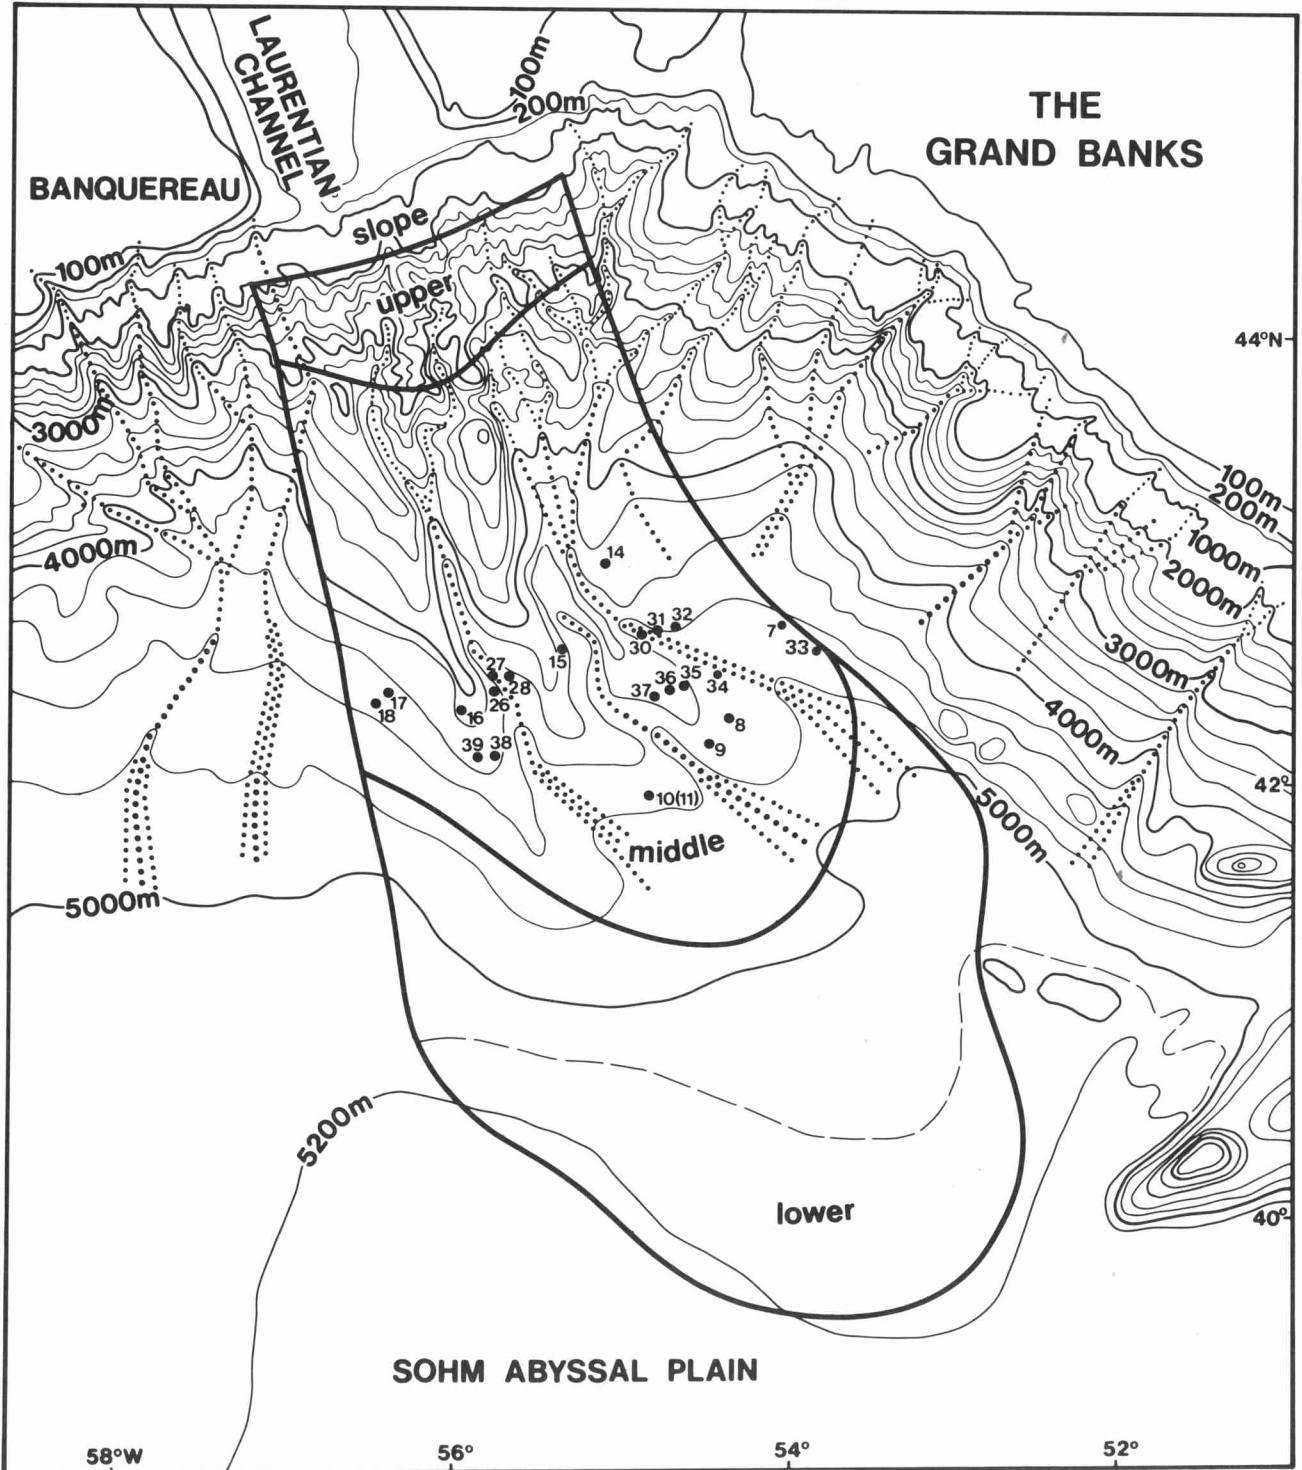 LAURENTIAN
CHANNEL
100m
200m
THE
GRAND BANKS
BANQUEREAU
slope
100m
upper
44°N
3000m
100m
200m
4000m
1000m
2000m
14
31
32
30
7
33
3000m
15
27
28
26
36
35
34
37
17
18
16
8
4000m
39
38
9
42°
10(11)
5000m
middle
5000m
5200m
lower
40°
SOHM ABYSSAL PLAIN
58°W
56°
54°
52°